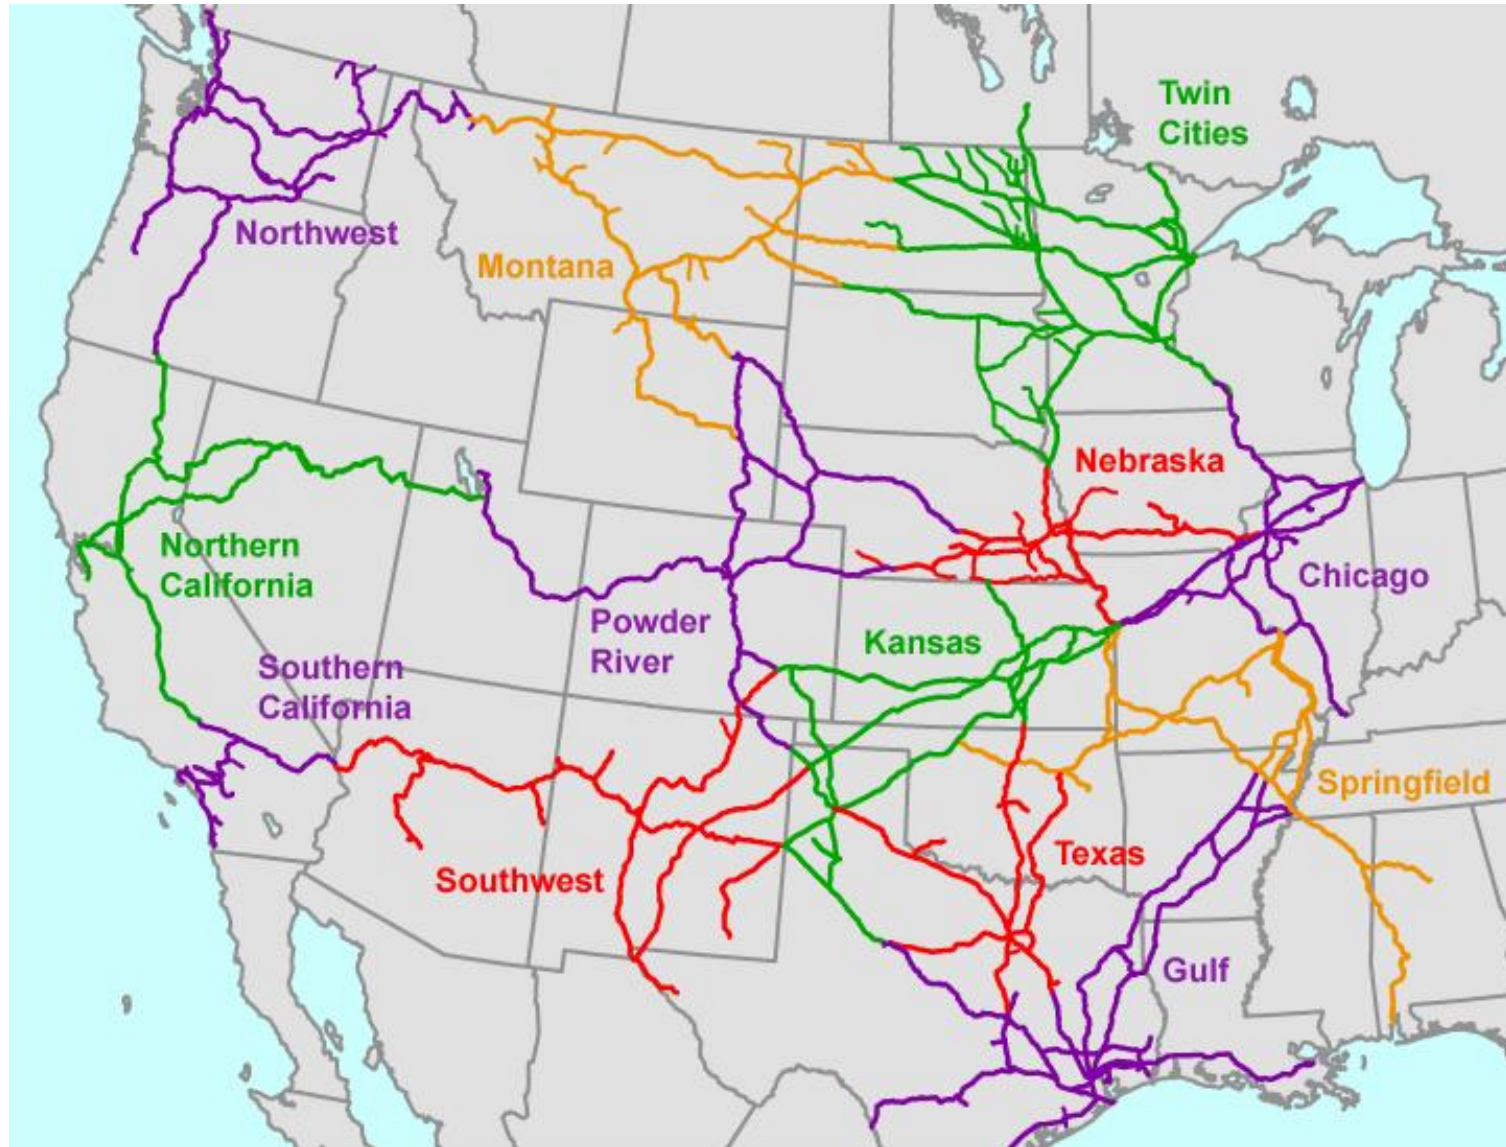 Twin
Cities
Northwest
Montana
Nebraska
Northern
California
Chicago
Powder
River
Kansas
Southern
California
Springfield
Texas
Southwest
Gulf